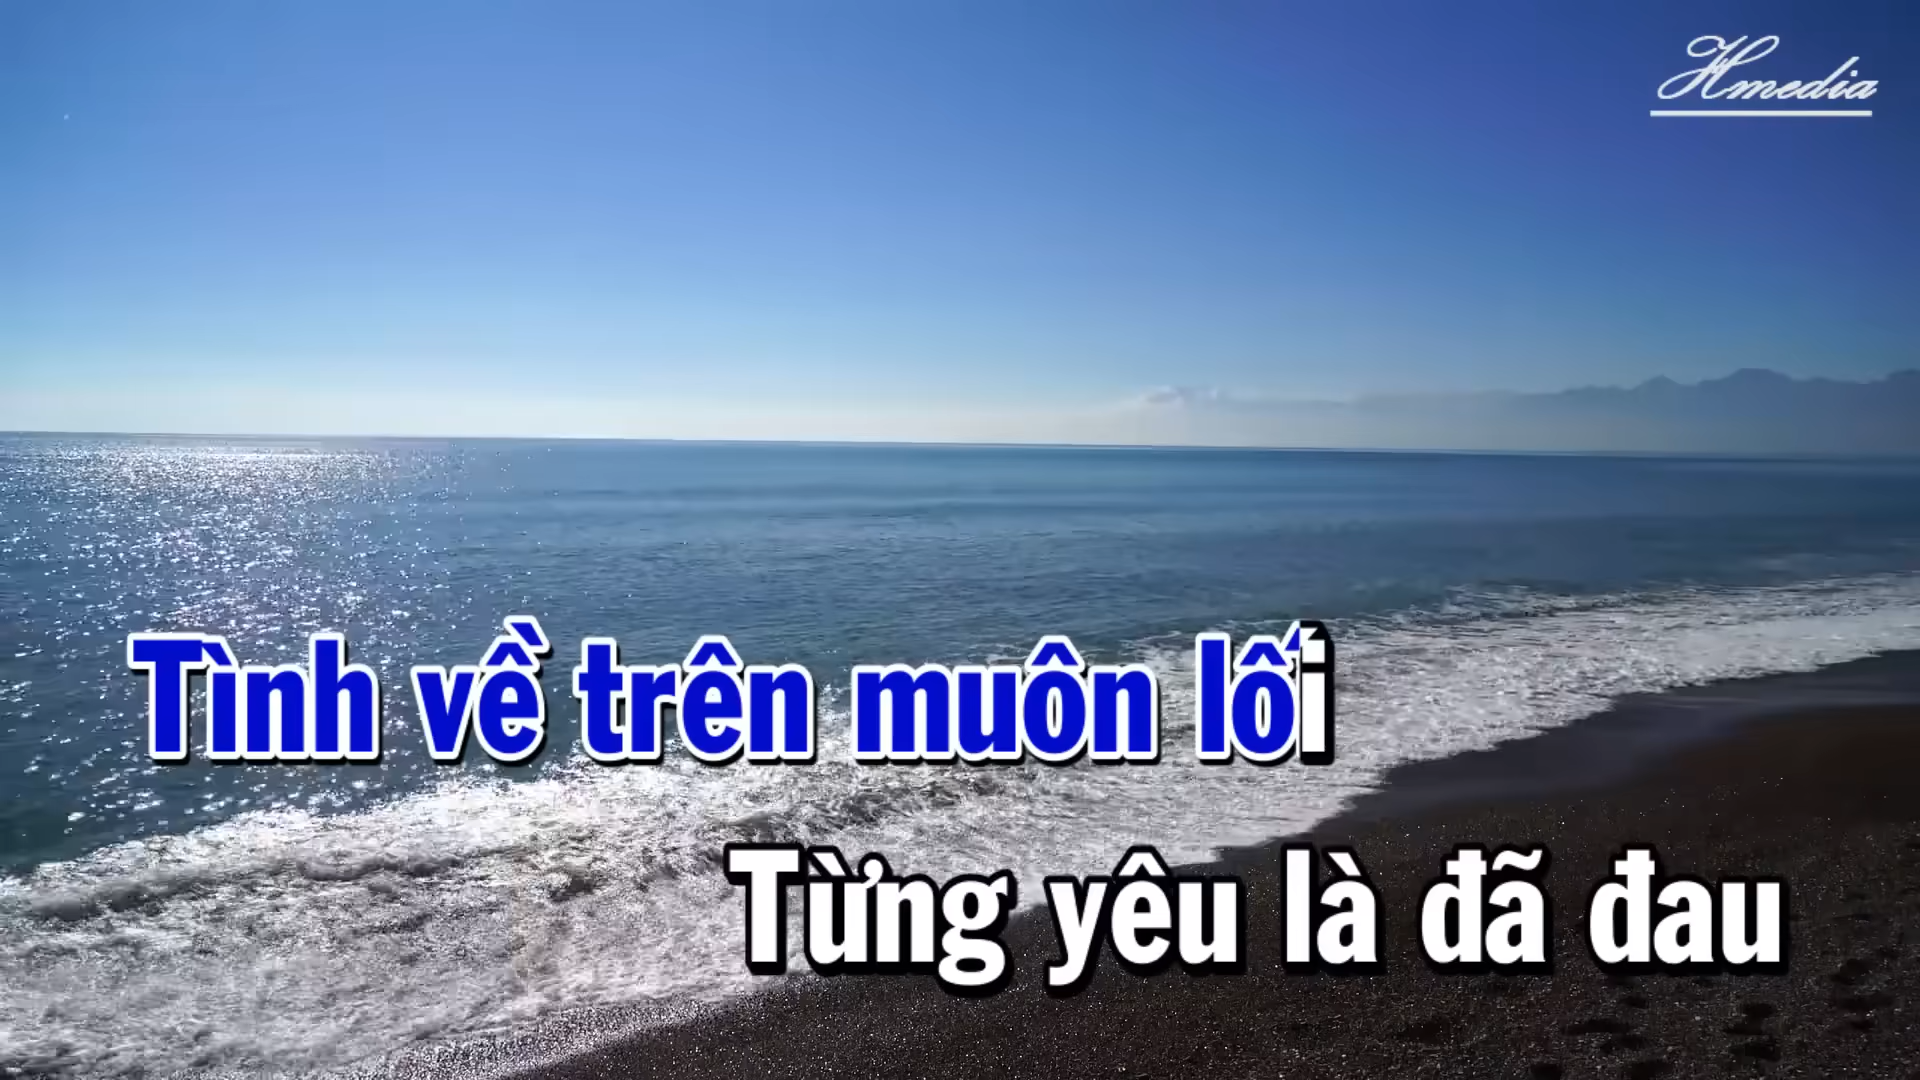 Hmedia
Tình về trên muôn lối
Từng yêu là đã đau